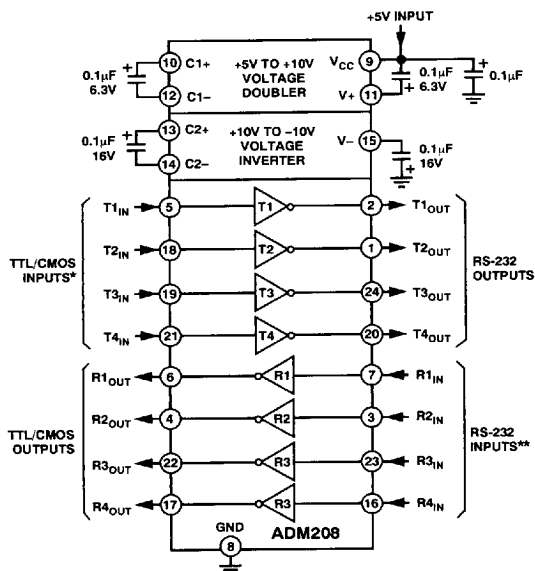 +5V INPUT
0.1µF
6.3V
+
10
C1+
12
C1–
+5V TO +10V
VOLTAGE
DOUBLER
VCC
9
V+
11
+
0.1µF
6.3V
+
0.1µF
0.1µF
16V
+
13
C2+
14
C2–
+10V TO –10V
VOLTAGE
INVERTER
V–
15
0.1µF
16V
+
TTL/CMOS
INPUTS*
T1IN 5 T1 2 T1OUT
T2IN 18 T2 1 T2OUT
T3IN 19 T3 24 T3OUT
T4IN 21 T4 20 T4OUT
RS-232
OUTPUTS
TTL/CMOS
OUTPUTS
R1OUT 6 R1 7 R1IN
R2OUT 4 R2 3 R2IN
R3OUT 22 R3 23 R3IN
R4OUT 17 R3 16 R4IN
RS-232
INPUTS**
GND
8
ADM208